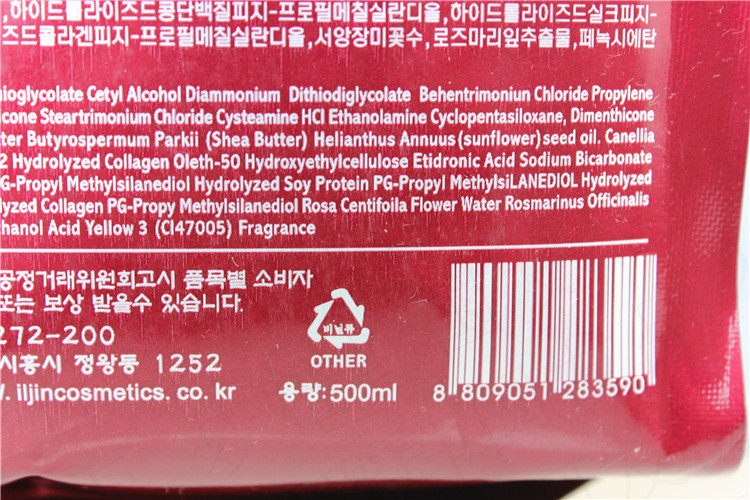 ,하이드롤라이즈드콩단백질피지-프로필메칠실란디올,하이드롤라이즈드실크피지-
즈드콜라겐피지-프로필메칠실란디올,서양장미꽃수,로즈마리잎추출물,페녹시에탄
ioglycolate Cetyl Alcohol Diammonium Dithiodiglycolate Behentrimoniun Chloride Propylene
icone Steartrimonium Chloride Cysteamine HCl Ethanolamine Cyclopentasiloxane, Dimenthicone
ter Butyrospermum Parkii (Shea Butter) Helianthus Annuus (sunflower) seed oil. Canellia
2 Hydrolyzed Collagen Oleth-50 Hydroxyethylcellulose Etidronic Acid Sodium Bicarbonate
G-Propyl Methylsilanediol Hydrolyzed Soy Protein PG-Propyl MethylsiLANEDIOL Hydrolyzed
lyzed Collagen PG-Propy Methylsilanediol Rosa Centifoila Flower Water Rosmarinus Officinalis
thanol Acid Yellow 3 (Cl47005) Fragrance
공정거래위원회고시 품목별 소비자
또는 보상 받을수 있습니다.
272-200
시흥시 정왕동 1252
. iljincosmetics. co. kr
비닐류
OTHER
용량:500ml
8 809051 283590